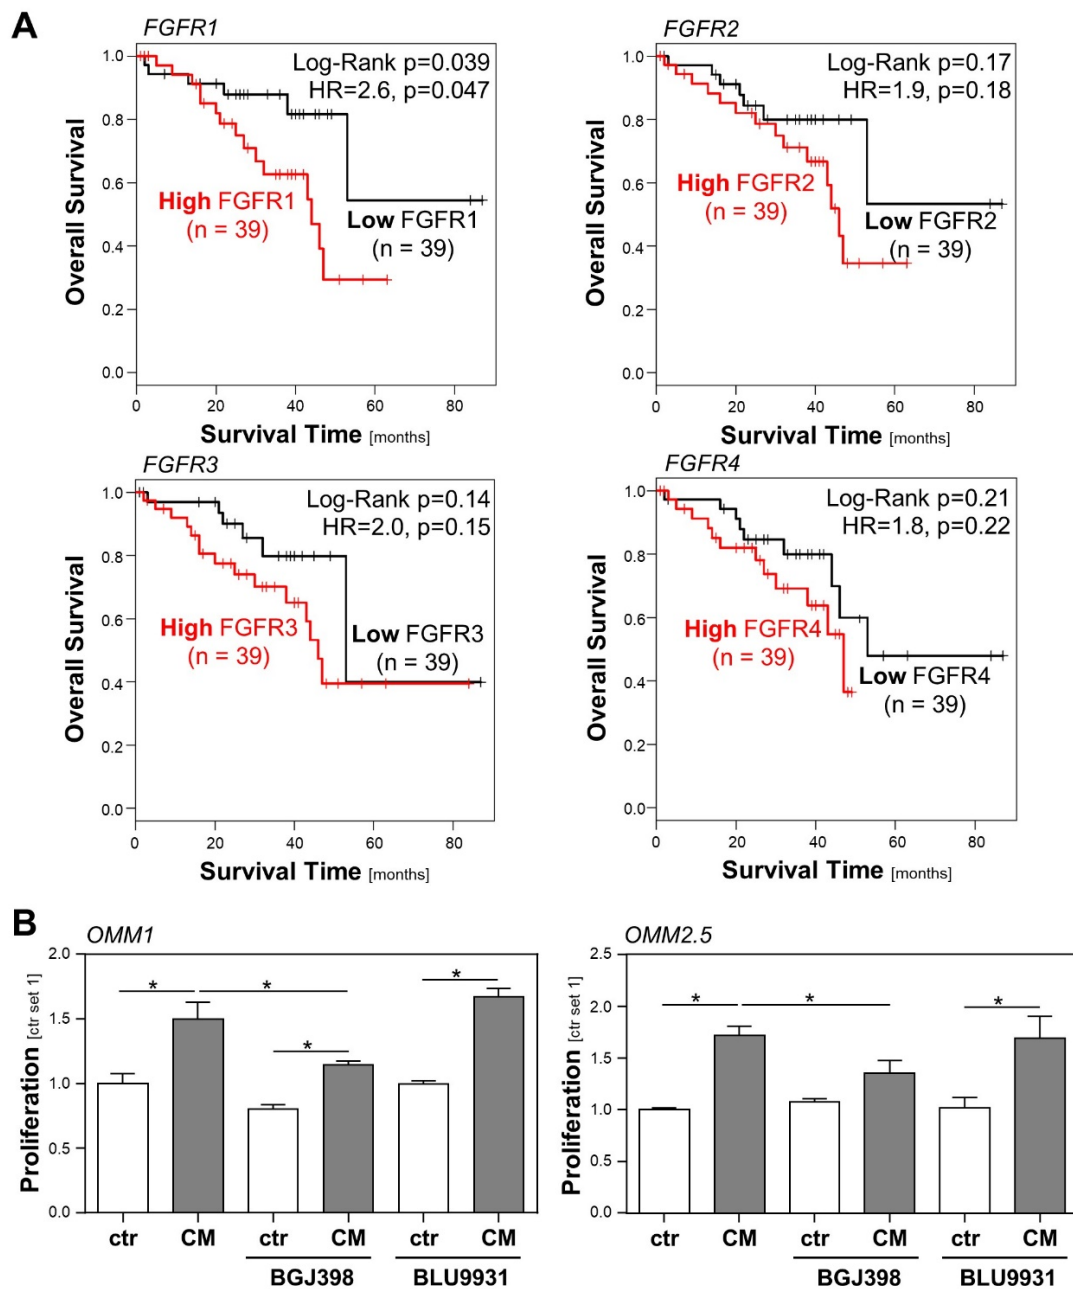 A
FGFR1
Log-Rank p=0.039
HR=2.6, p=0.047
High FGFR1
(n = 39)
Low FGFR1
(n = 39)
Overall Survival
1.0
0.8
0.6
0.4
0.2
0.0
0 20 40 60 80
Survival Time [months]
FGFR2
Log-Rank p=0.17
HR=1.9, p=0.18
High FGFR2
(n = 39)
Low FGFR2
(n = 39)
Overall Survival
1.0
0.8
0.6
0.4
0.2
0.0
0 20 40 60 80
Survival Time [months]
FGFR3
Log-Rank p=0.14
HR=2.0, p=0.15
High FGFR3
(n = 39)
Low FGFR3
(n = 39)
Overall Survival
1.0
0.8
0.6
0.4
0.2
0.0
0 20 40 60 80
Survival Time [months]
FGFR4
Log-Rank p=0.21
HR=1.8, p=0.22
High FGFR4
(n = 39)
Low FGFR4
(n = 39)
Overall Survival
1.0
0.8
0.6
0.4
0.2
0.0
0 20 40 60 80
Survival Time [months]
B
OMM1
Proliferation [ctr set 1]
2.0
1.5
1.0
0.5
0.0
* * * *
ctr CM ctr CM ctr CM
BGJ398 BLU9931
OMM2.5
Proliferation [ctr set 1]
2.5
2.0
1.5
1.0
0.5
0.0
* * *
ctr CM ctr CM ctr CM
BGJ398 BLU9931